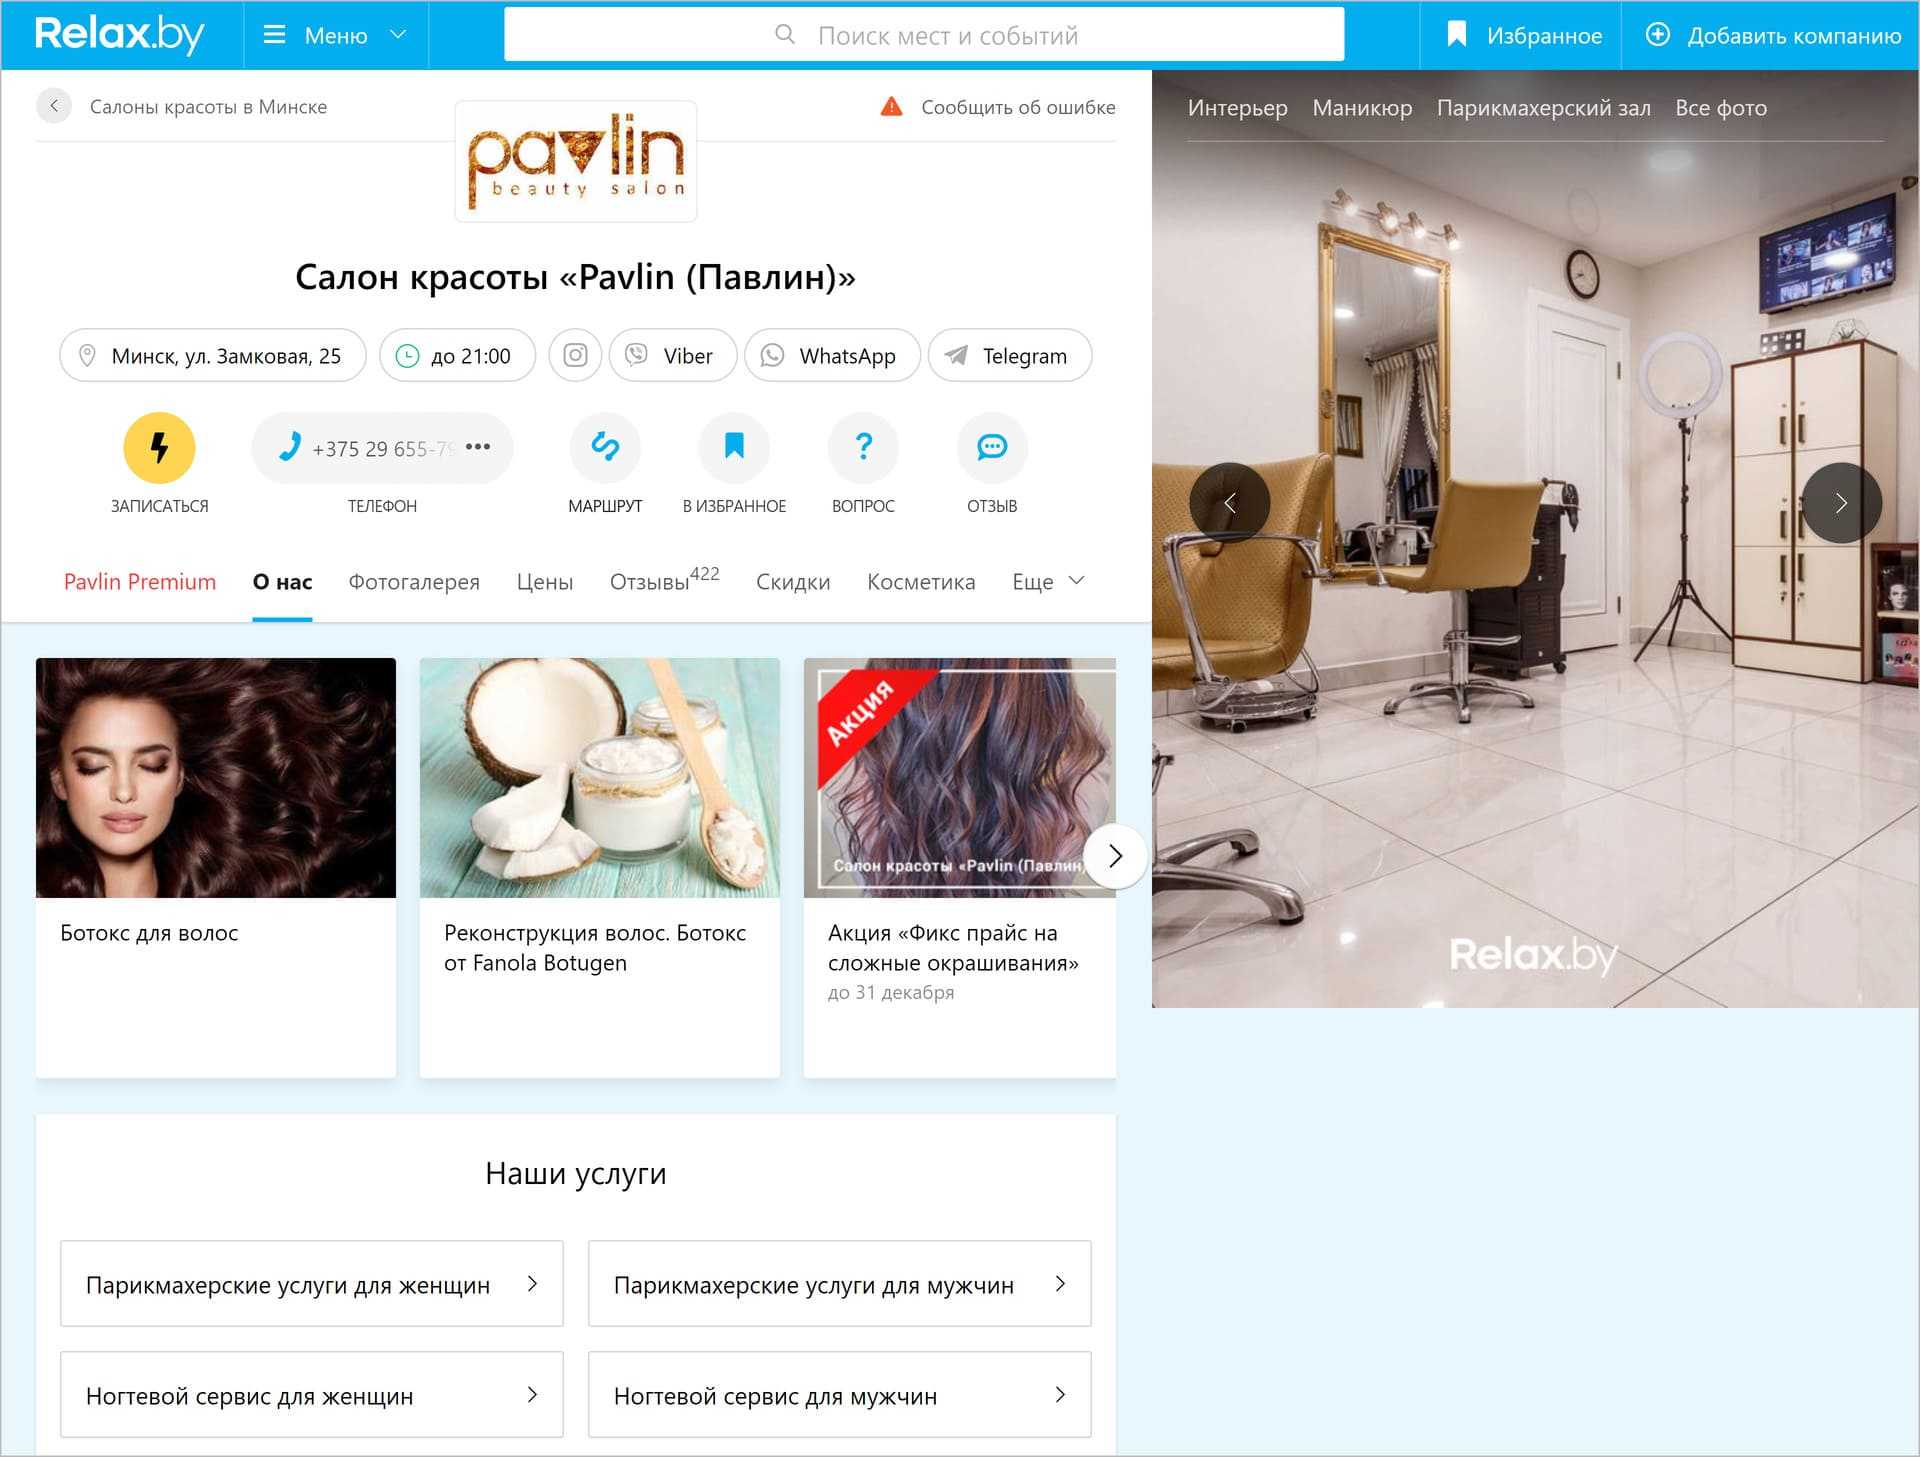 Relax.by
Меню
Поиск мест и событий
Избранное
Добавить компанию
Салоны красоты в Минске
Сообщить об ошибке
pavlin
beauty salon
Салон красоты «Pavlin (Павлин)»
Минск, ул. Замковая, 25
до 21:00
Viber
WhatsApp
Telegram
ЗАПИСАТЬСЯ
+375 29 655-79
ТЕЛЕФОН
МАРШРУТ
В ИЗБРАННОЕ
ВОПРОС
ОТЗЫВ
Pavlin Premium
О нас
Фотогалерея
Цены
Отзывы422
Скидки
Косметика
Еще
Интерьер
Маникюр
Парикмахерский зал
Все фото
Relax.by
Ботокс для волос
Реконструкция волос. Ботокс
от Fanola Botugen
Акция
Салон красоты «Pavlin (Павлин)
Акция «Фикс прайс на
сложные окрашивания»
до 31 декабря
Наши услуги
Парикмахерские услуги для женщин
Парикмахерские услуги для мужчин
Ногтевой сервис для женщин
Ногтевой сервис для мужчин